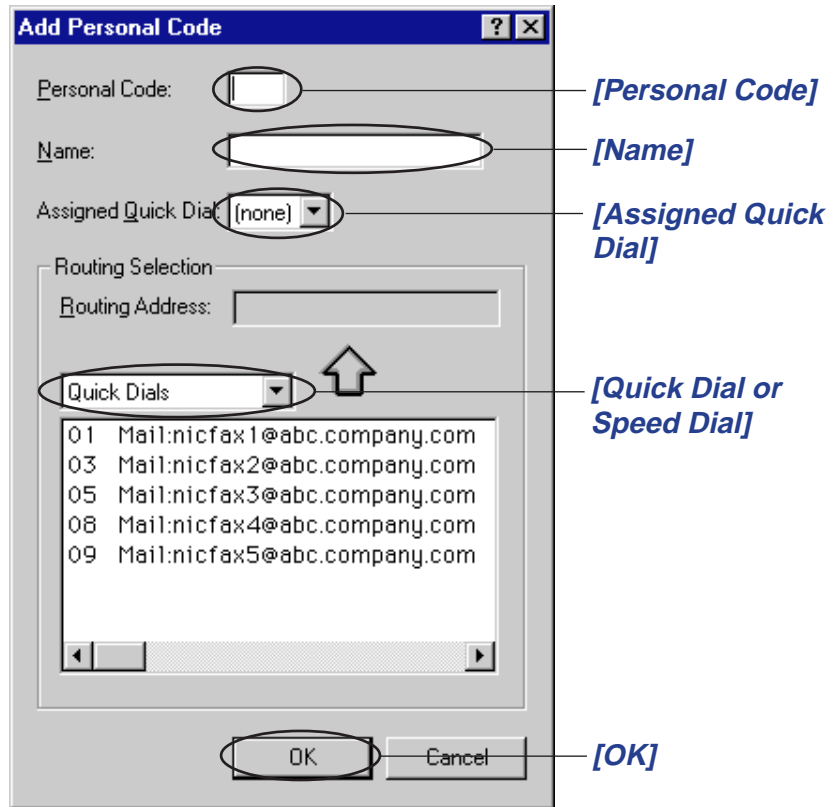 Add Personal Code
Personal Code:
[Personal Code]
Name:
[Name]
Assigned Quick Dial:
(none)
[Assigned Quick
Dial]
Routing Selection
Routing Address:
Quick Dials
[Quick Dial or
Speed Dial]
01 Mail:nicfax1@abc.company.com
03 Mail:nicfax2@abc.company.com
05 Mail:nicfax3@abc.company.com
08 Mail:nicfax4@abc.company.com
09 Mail:nicfax5@abc.company.com
OK
Cancel
[OK]